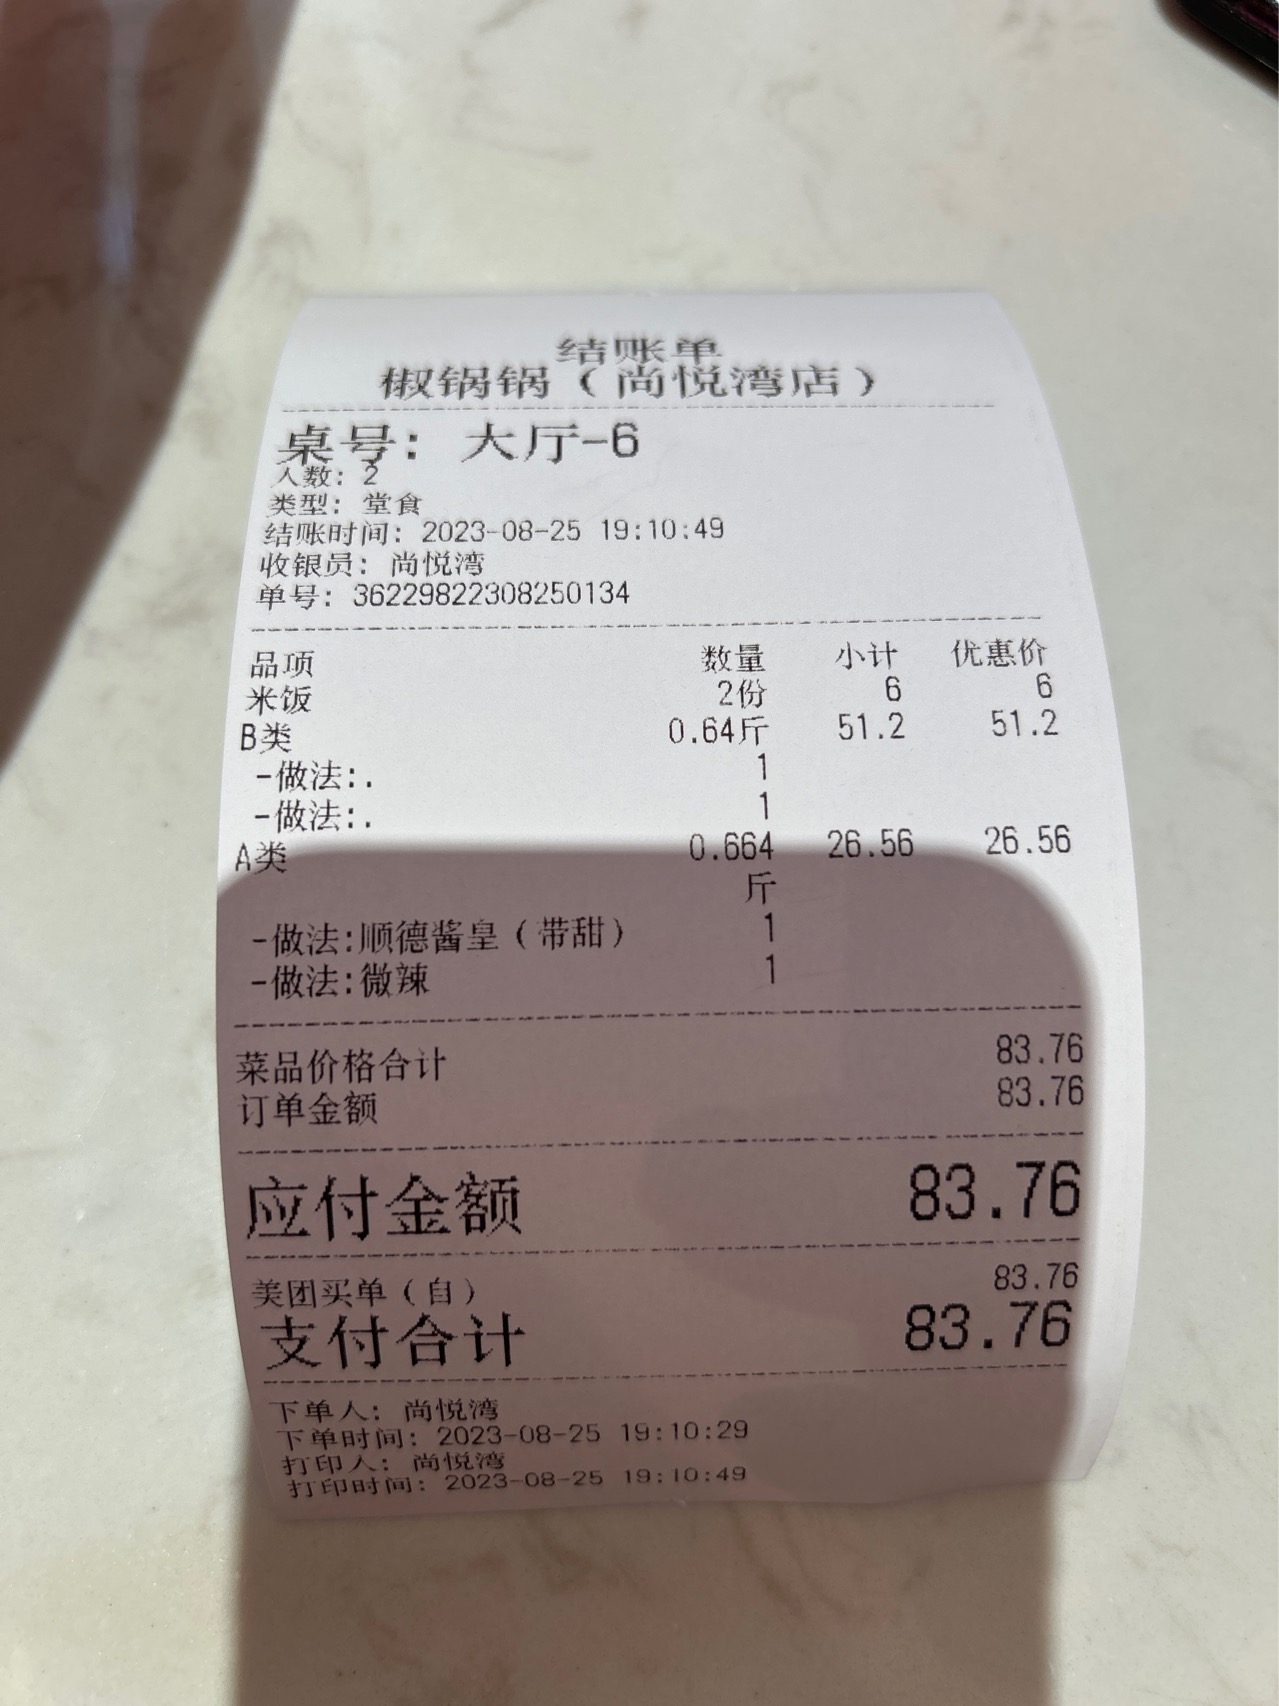 结账单
椒锅锅（尚悦湾店）
桌号: 大厅-6
人数: 2
类型: 堂食
结账时间: 2023-08-25 19:10:49
收银员: 尚悦湾
单号: 36229822308250134
品项 数量 小计 优惠价
米饭 2份 6 6
B类 0.64斤 51.2 51.2
-做法:. 1
-做法:. 1
A类 0.664 26.56 26.56
斤
-做法:顺德酱皇（带甜） 1
-做法:微辣 1
菜品价格合计 83.76
订单金额 83.76
应付金额 83.76
美团买单（自） 83.76
支付合计 83.76
下单人: 尚悦湾
下单时间: 2023-08-25 19:10:29
打印人: 尚悦湾
打印时间: 2023-08-25 19:10:49